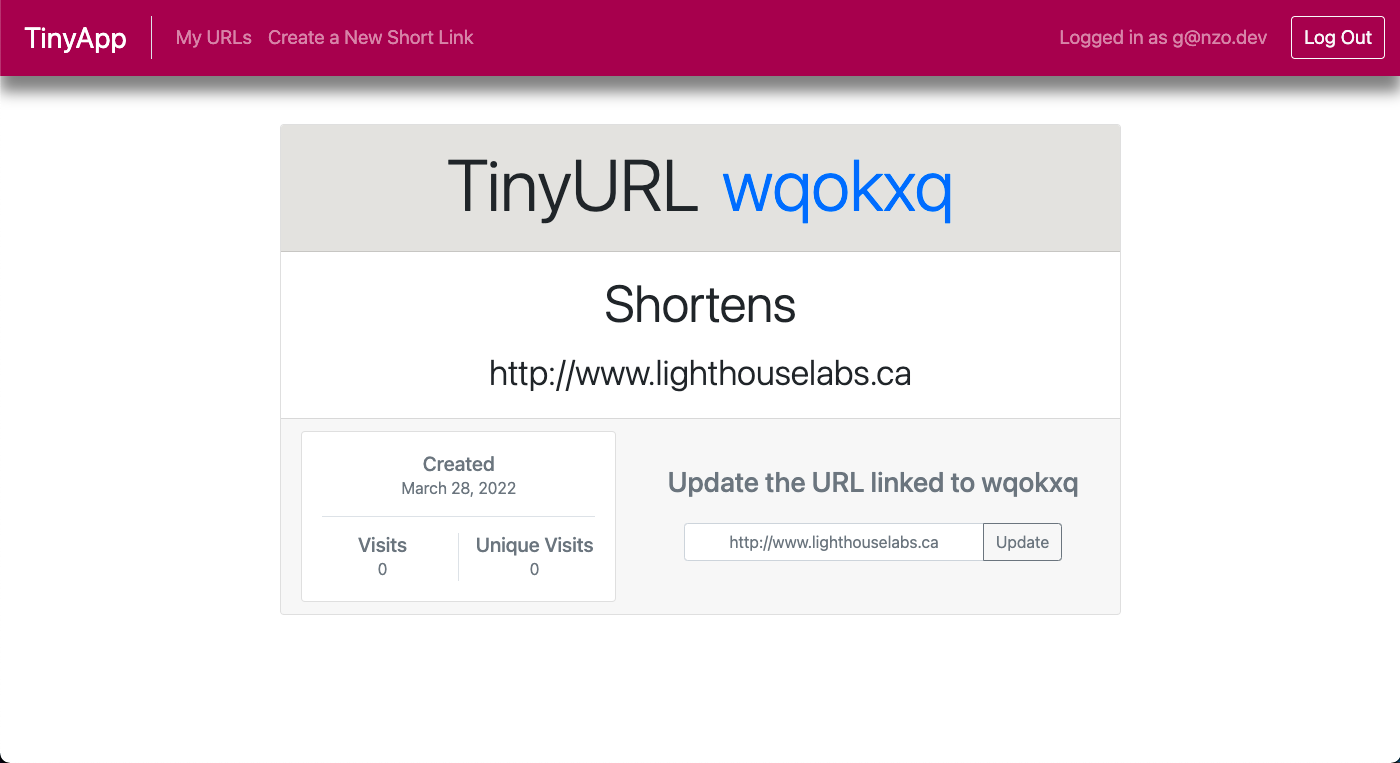 TinyApp My URLs Create a New Short Link Logged in as g@nzo.dev Log Out
TinyURL wqokxq
Shortens
http://www.lighthouselabs.ca
Created
March 28, 2022
Visits Unique Visits
0 0
Update the URL linked to wqokxq
http://www.lighthouselabs.ca Update